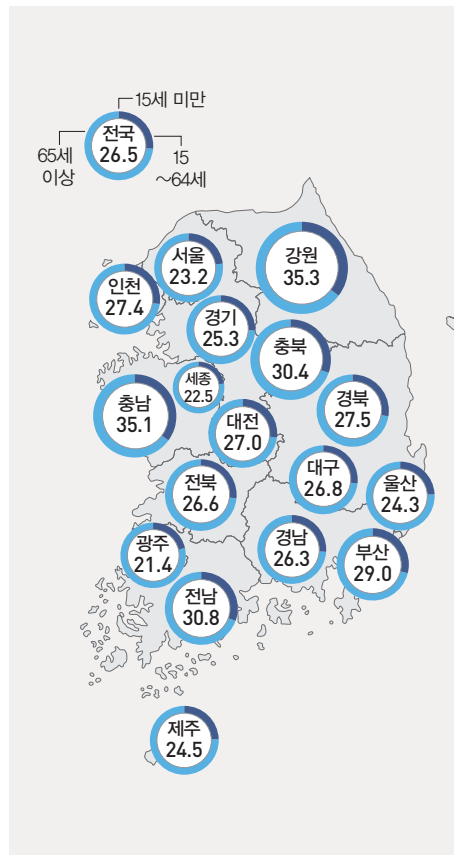 15세 미만
전국
26.5
65세
이상
15
~64세
서울
23.2
강원
35.3
인천
27.4
경기
25.3
충북
30.4
세종
22.5
충남
35.1
경북
27.5
대전
27.0
대구
26.8
전북
26.6
울산
24.3
광주
21.4
경남
26.3
부산
29.0
전남
30.8
제주
24.5